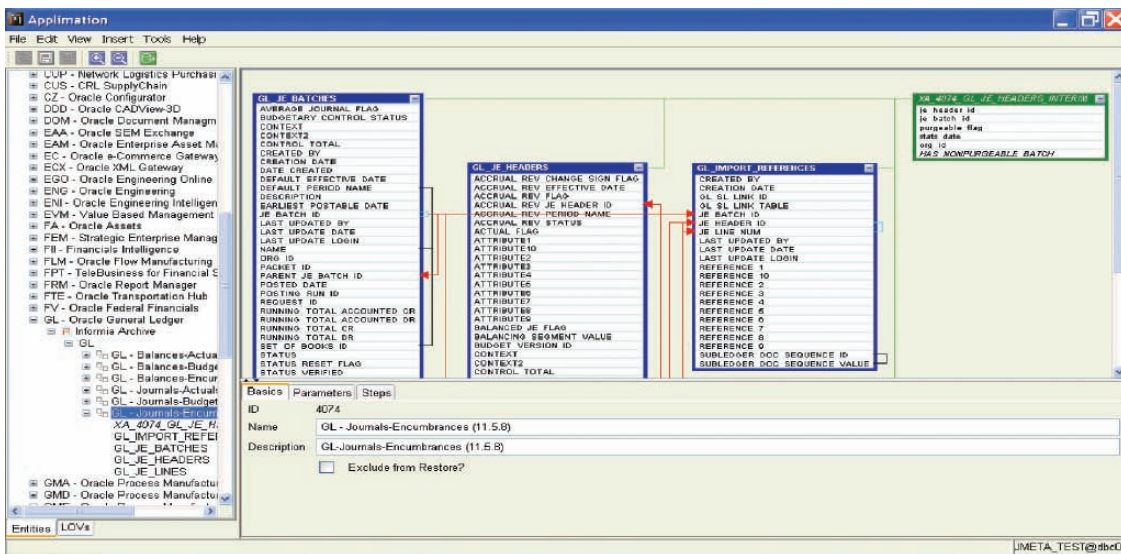 Applimation
File Edit View Insert Tools Help
CUP - Network Logistics Purchasi
CUS - CRL SupplyChain
CZ - Oracle Configurator
DDD - Oracle CADView-3D
DOM - Oracle Document Managm
EAA - Oracle SEM Exchange
EAM - Oracle Enterprise Asset M
EC - Oracle e-Commerce Gateway
ECX - Oracle XML Gateway
EGO - Oracle Engineering Online
ENG - Oracle Engineering
ENI - Oracle Engineering Intelligen
EVM - Value Based Management
FA - Oracle Assets
FEM - Strategic Enterprise Manag
FII - Financials Intelligence
FLM - Oracle Flow Manufacturing
FPT - TeleBusiness for Financial S
FRM - Oracle Report Manager
FTE - Oracle Transportation Hub
FV - Oracle Federal Financials
GL - Oracle General Ledger
Informia Archive
GL
GL - Balances-Actua
GL - Balances-Budge
GL - Balances-Encur
GL - Journals-Actuals
GL - Journals-Budget
GL - Journals-Encum
XA_4074_GL_JE_H
GL_IMPORT_REFE
GL_JE_BATCHES
GL_JE_HEADERS
GL_JE_LINES
GMA - Oracle Process Manufactu
GMD - Oracle Process Manufactu
Entities LOVs
GL_JE_BATCHES
AVERAGE JOURNAL FLAG
BUDGETARY CONTROL STATUS
CONTEXT
CONTEXT2
CONTROL TOTAL
CREATED BY
CREATION DATE
DATE CREATED
DEFAULT EFFECTIVE DATE
DEFAULT PERIOD NAME
DESCRIPTION
EARLIEST POSTABLE DATE
JE BATCH ID
LAST UPDATED BY
LAST UPDATE DATE
LAST UPDATE LOGIN
NAME
ORG ID
PACKET ID
PARENT JE BATCH ID
POSTED DATE
POSTING RUN ID
REQUEST ID
RUNNING TOTAL ACCOUNTED CR
RUNNING TOTAL ACCOUNTED DR
RUNNING TOTAL CR
RUNNING TOTAL DR
SET OF BOOKS ID
STATUS
STATUS RESET FLAG
STATUS VERIFIED
GL_JE_HEADERS
ACCRUAL REV CHANGE SIGN FLAG
ACCRUAL REV EFFECTIVE DATE
ACCRUAL REV FLAG
ACCRUAL REV JE HEADER ID
ACCRUAL REV PERIOD NAME
ACCRUAL REV STATUS
ACTUAL FLAG
ATTRIBUTE1
ATTRIBUTE10
ATTRIBUTE2
ATTRIBUTE3
ATTRIBUTE4
ATTRIBUTE5
ATTRIBUTE6
ATTRIBUTE7
ATTRIBUTE8
ATTRIBUTE9
BALANCED JE FLAG
BALANCING SEGMENT VALUE
BUDGET VERSION ID
CONTEXT
CONTEXT2
CONTROL TOTAL
GL_IMPORT_REFERENCES
CREATED BY
CREATION DATE
GL SL LINK ID
GL SL LINK TABLE
JE BATCH ID
JE HEADER ID
JE LINE NUM
LAST UPDATED BY
LAST UPDATE DATE
LAST UPDATE LOGIN
REFERENCE 1
REFERENCE 10
REFERENCE 2
REFERENCE 3
REFERENCE 4
REFERENCE 5
REFERENCE 6
REFERENCE 7
REFERENCE 8
REFERENCE 9
SUBLEDGER DOC SEQUENCE ID
SUBLEDGER DOC SEQUENCE VALUE
XA_4074_GL_JE_HEADERS_INTERIM
je header id
je batch id
purgeable flag
stats date
org id
HAS NONPURGEABLE BATCH
Basics Parameters Steps
ID 4074
Name GL - Journals-Encumbrances (11.5.8)
Description GL-Journals-Encumbrances (11.5.8)
Exclude from Restore?